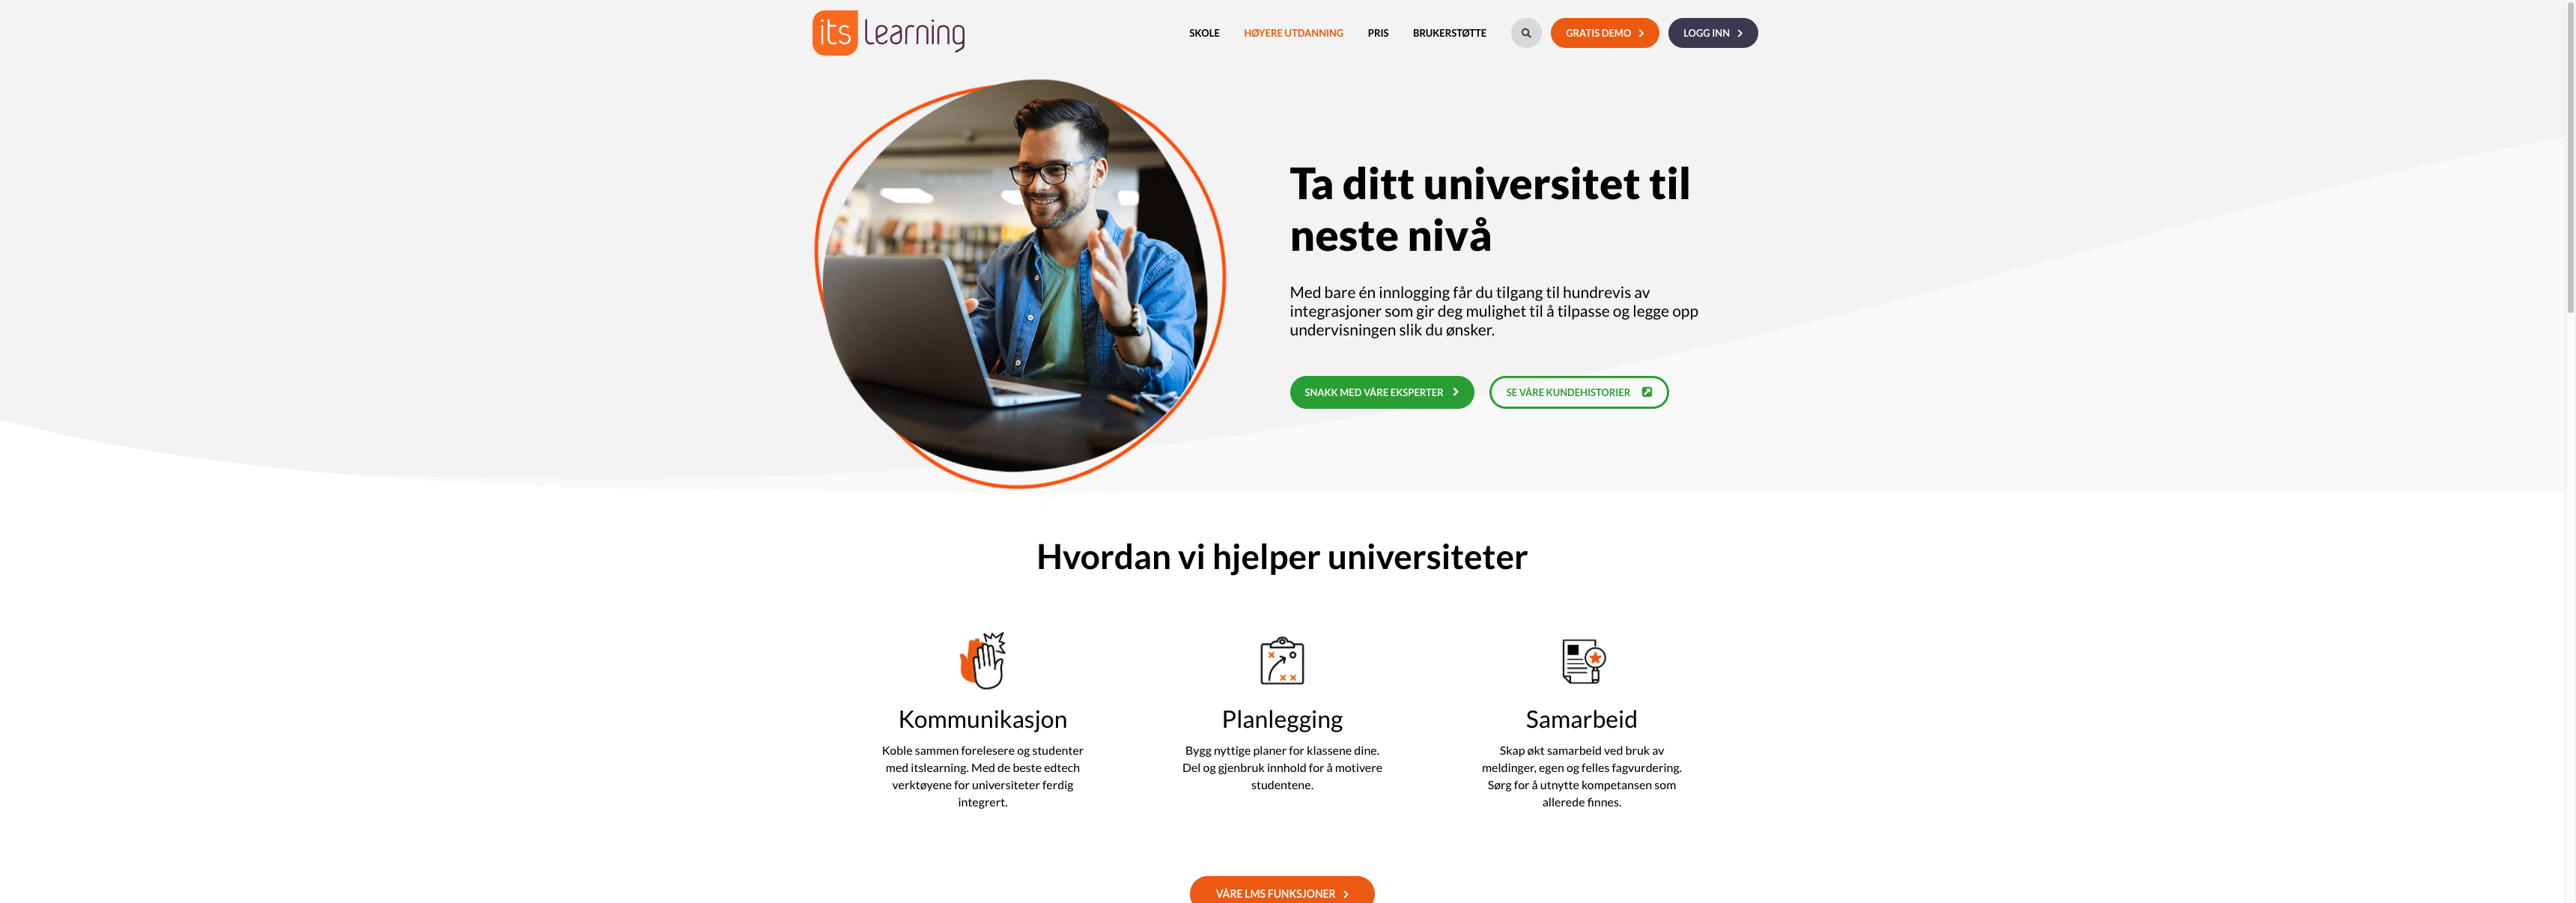 its learning
SKOLE
HØYERE UTDANNING
PRIS
BRUKERSTØTTE
GRATIS DEMO
LOGG INN
Ta ditt universitet til
neste nivå
Med bare én innlogging får du tilgang til hundrevis av
integrasjoner som gir deg mulighet til å tilpasse og legge opp
undervisningen slik du ønsker.
SNAKK MED VÅRE EKSPERTER
SE VÅRE KUNDEHISTORIER
Hvordan vi hjelper universiteter
Kommunikasjon
Koble sammen forelesere og studenter
med itslearning. Med de beste edtech
verktøyene for universiteter ferdig
integrert.
Planlegging
Bygg nyttige planer for klassene dine.
Del og gjenbruk innhold for å motivere
studentene.
Samarbeid
Skap økt samarbeid ved bruk av
meldinger, egen og felles fagvurdering.
Sørg for å utnytte kompetansen som
allerede finnes.
VÅRE LMS FUNKSJONER